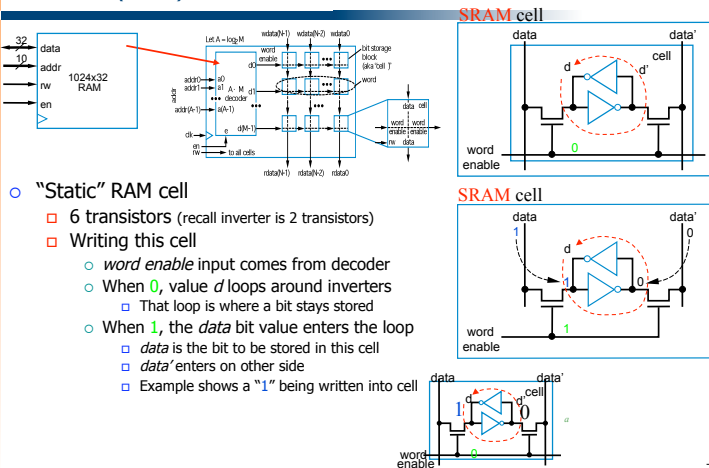 SRAM cell
data
data'
d
d'
cell
word
enable
0
32
data
10
addr
rw
en
1024x32
RAM
Let A = log2M
wdata(N-1)
wdata(N-2)
wdata0
word
enable
bit storage
block
(aka “cell”)
word
d0
addr
addr0
a0
addr1
a1
A · M
decoder
d1
addr(A-1)
a(A-1)
clk
e
d(M-1)
en
rw
to all cells
rdata(N-1)
rdata(N-2)
rdata0
data
cell
word
enable
word
enable
rw
data
“Static” RAM cell
6 transistors (recall inverter is 2 transistors)
Writing this cell
word enable input comes from decoder
When 0, value d loops around inverters
That loop is where a bit stays stored
When 1, the data bit value enters the loop
data is the bit to be stored in this cell
data’ enters on other side
Example shows a “1” being written into cell
SRAM cell
data
data’
1
0
d
1
0
word
enable
1
data
data’
cell
d
d’
1
0
a
word
enable
0